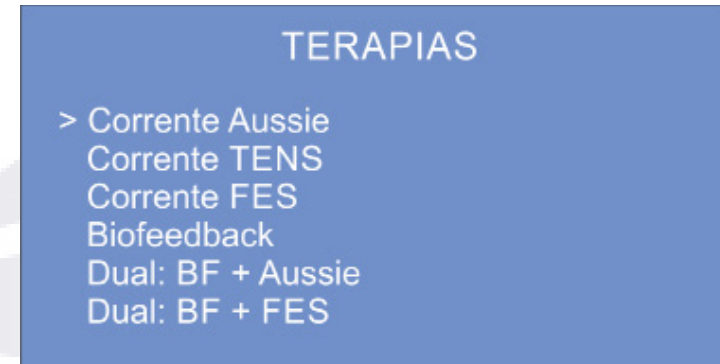 TERAPIAS
> Corrente Aussie
Corrente TENS
Corrente FES
Biofeedback
Dual: BF + Aussie
Dual: BF + FES